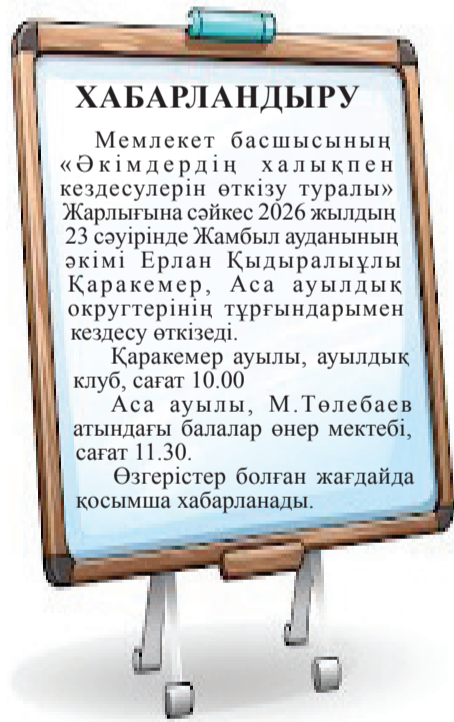 ХАБАРЛАНДЫРУ
Мемлекет басшысының
«Әкімдердің халықпен
кездесулерін өткізу туралы»
Жарлығына сәйкес 2026 жылдың
23 сәуірінде Жамбыл ауданының
әкімі Ерлан Қыдыралыұлы
Қаракемер, Аса ауылдық
округтерінің тұрғындарымен
кездесу өткізеді.
Қаракемер ауылы, ауылдық
клуб, сағат 10.00
Аса ауылы, М.Төлебаев
атындағы балалар өнер мектебі,
сағат 11.30.
Өзгерістер болған жағдайда
қосымша хабарланады.